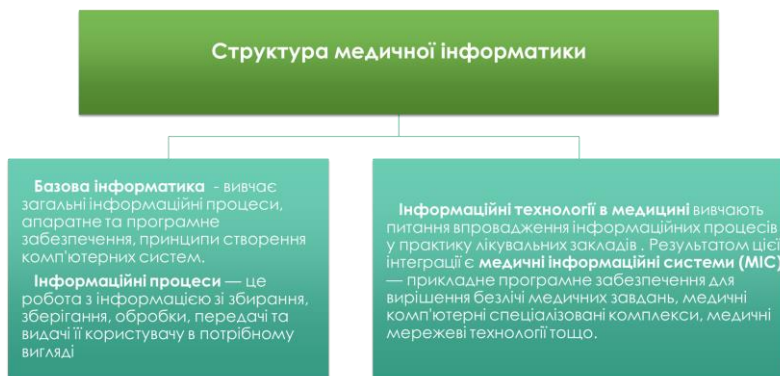 Структура медичної інформатики
Базова інформатика - вивчає
загальні інформаційні процеси,
апаратне та програмне
забезпечення, принципи створення
комп'ютерних систем.
Інформаційні процеси — це
робота з інформацією зі збирання,
зберігання, обробки, передачі та
видачі її користувачу в потрібному
вигляді
Інформаційні технології в медицині вивчають
питання впровадження інформаційних процесів
у практику лікувальних закладів . Результатом цієї
інтеграції є медичні інформаційні системи (МІС)
— прикладне програмне забезпечення для
вирішення безлічі медичних завдань, медичні
комп'ютерні спеціалізовані комплекси, медичні
мережеві технології тощо.